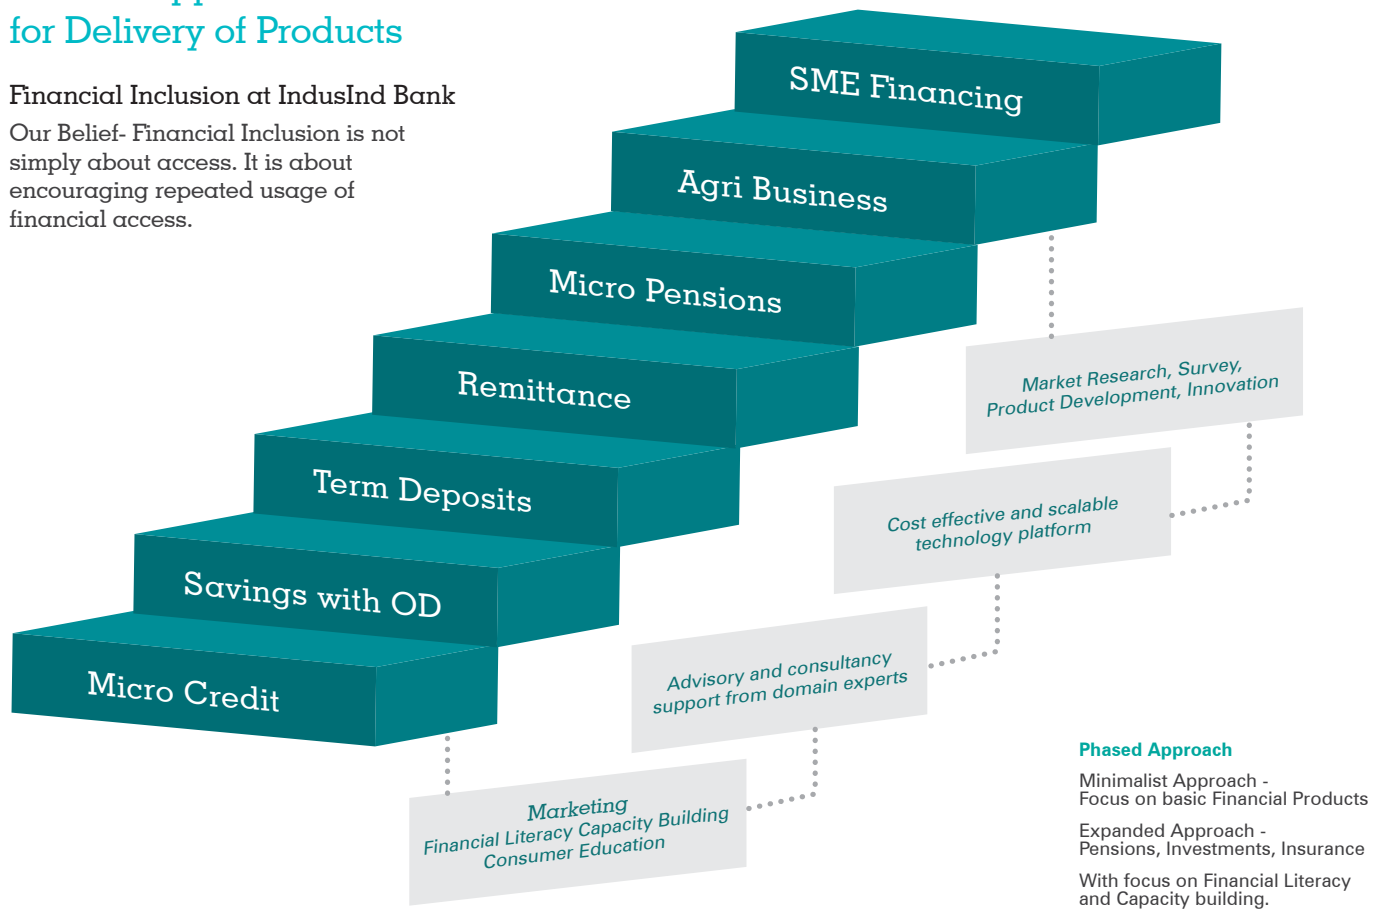 for Delivery of Products
Financial Inclusion at IndusInd Bank
Our Belief- Financial Inclusion is not
simply about access. It is about
encouraging repeated usage of
financial access.
SME Financing
Agri Business
Micro Pensions
Remittance
Term Deposits
Savings with OD
Micro Credit
Market Research, Survey,
Product Development, Innovation
Cost effective and scalable
technology platform
Advisory and consultancy
support from domain experts
Marketing
Financial Literacy Capacity Building
Consumer Education
Phased Approach
Minimalist Approach -
Focus on basic Financial Products
Expanded Approach -
Pensions, Investments, Insurance
With focus on Financial Literacy
and Capacity building.